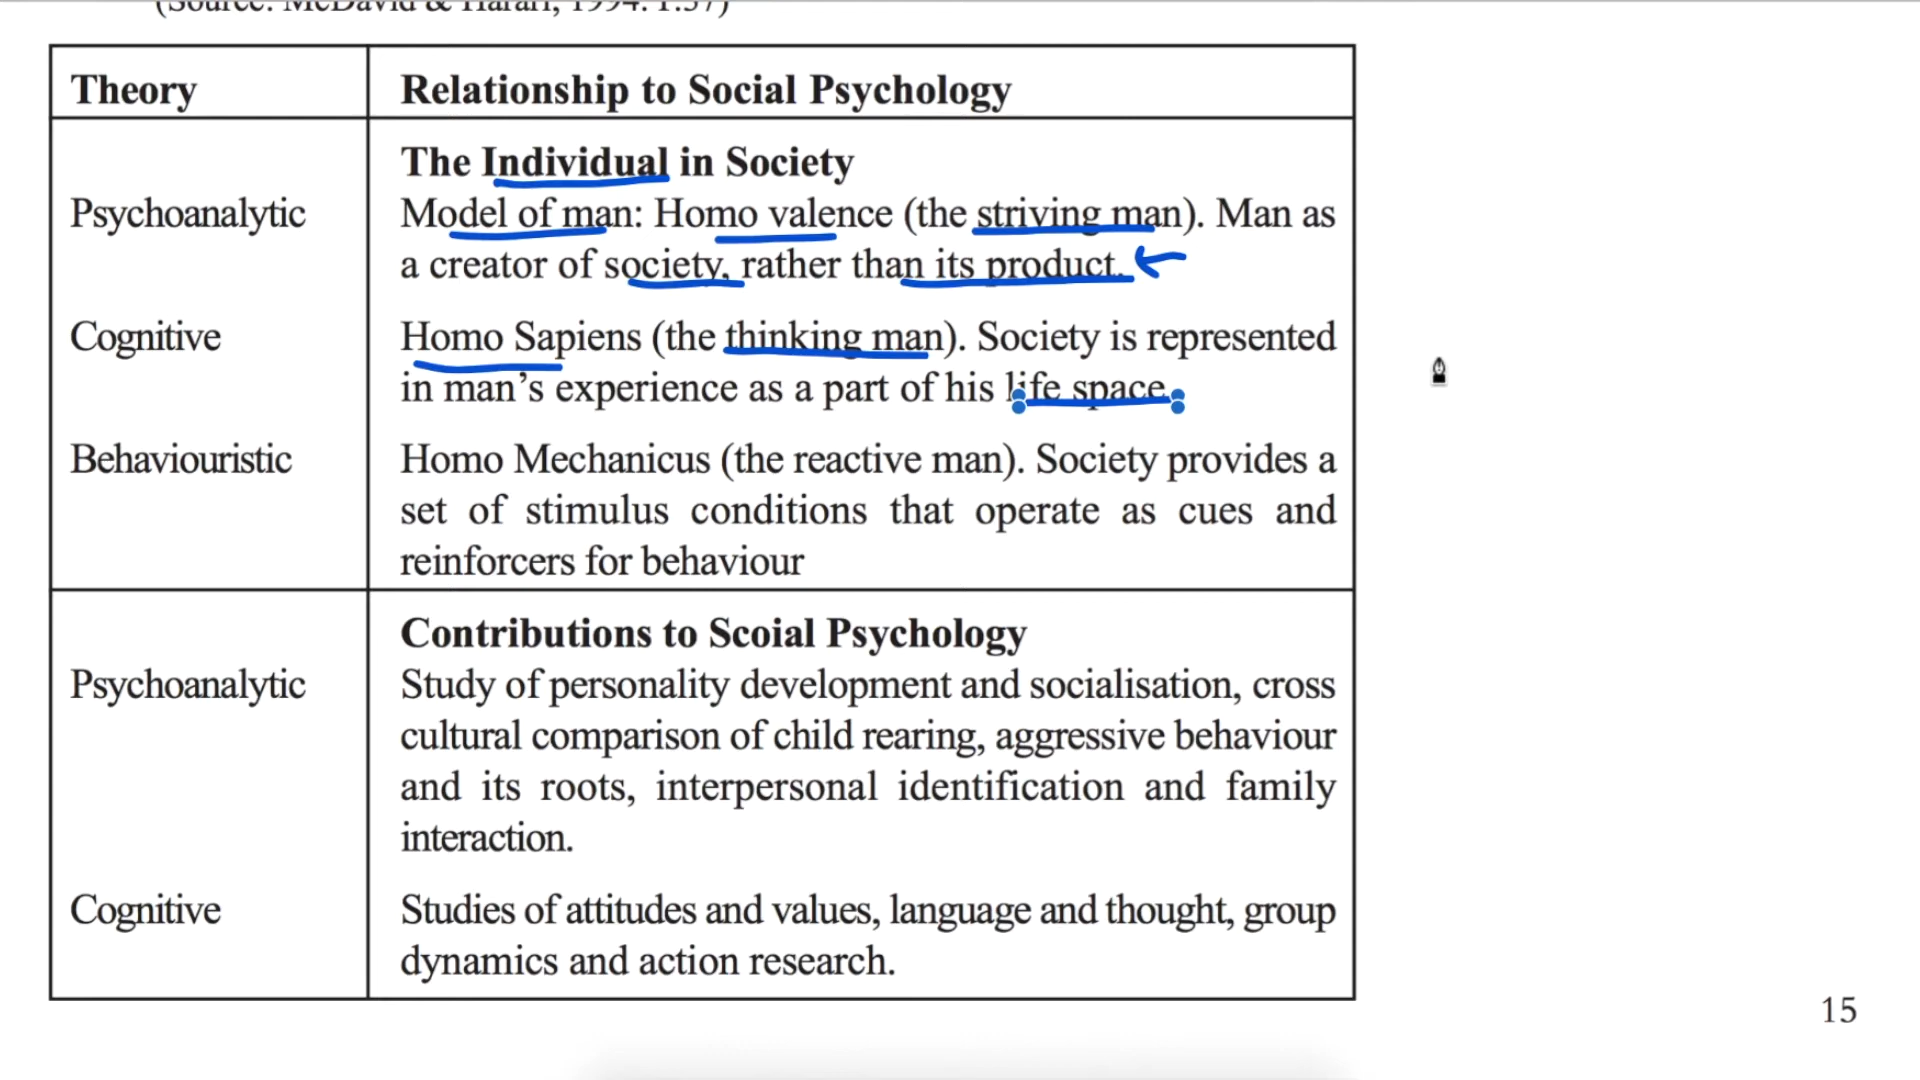 (Source: McDavid & Harari, 1994: P.37)
Theory
Relationship to Social Psychology
The Individual in Society
Psychoanalytic
Model of man: Homo valence (the striving man). Man as
a creator of society, rather than its product.
Cognitive
Homo Sapiens (the thinking man). Society is represented
in man's experience as a part of his life space.
Behaviouristic
Homo Mechanicus (the reactive man). Society provides a
set of stimulus conditions that operate as cues and
reinforcers for behaviour
Contributions to Scoial Psychology
Psychoanalytic
Study of personality development and socialisation, cross
cultural comparison of child rearing, aggressive behaviour
and its roots, interpersonal identification and family
interaction.
Cognitive
Studies of attitudes and values, language and thought, group
dynamics and action research.
15